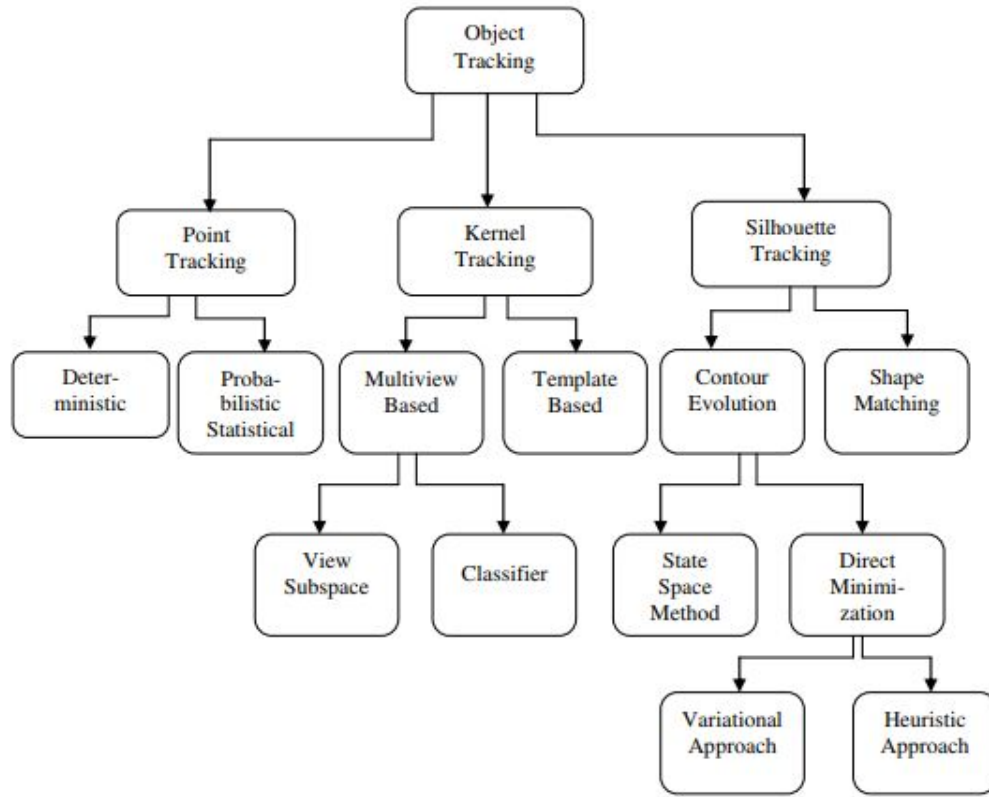 Object
Tracking
Point
Tracking
Kernel
Tracking
Silhouette
Tracking
Deter-
ministic
Proba-
bilistic
Statistical
Multiview
Based
Template
Based
Contour
Evolution
Shape
Matching
View
Subspace
Classifier
State
Space
Method
Direct
Minimi-
zation
Variational
Approach
Heuristic
Approach